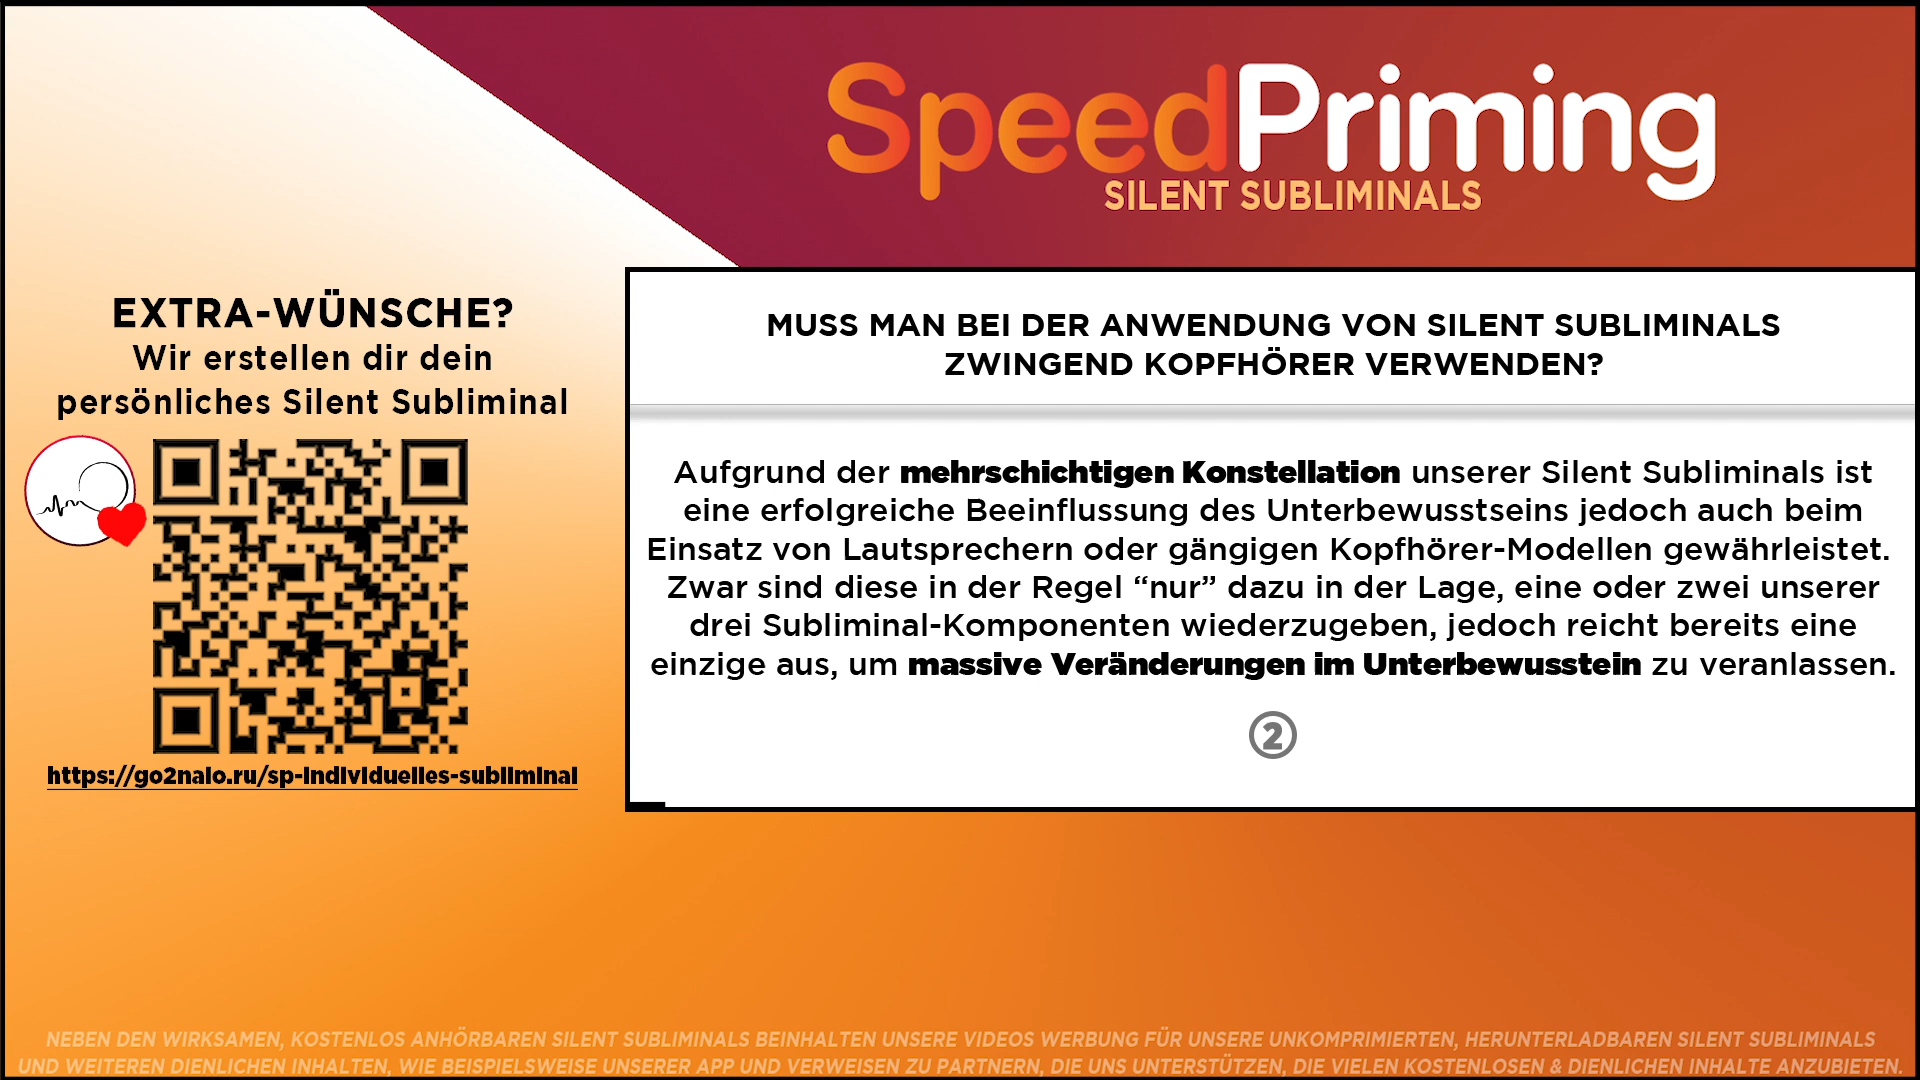 SpeedPriming
SILENT SUBLIMINALS
EXTRA-WÜNSCHE?
Wir erstellen dir dein
persönliches Silent Subliminal
https://go2nalo.ru/sp-individuelles-subliminal
MUSS MAN BEI DER ANWENDUNG VON SILENT SUBLIMINALS
ZWINGEND KOPFHÖRER VERWENDEN?
Aufgrund der mehrschichtigen Konstellation unserer Silent Subliminals ist
eine erfolgreiche Beeinflussung des Unterbewusstseins jedoch auch beim
Einsatz von Lautsprechern oder gängigen Kopfhörer-Modellen gewährleistet.
Zwar sind diese in der Regel “nur” dazu in der Lage, eine oder zwei unserer
drei Subliminal-Komponenten wiederzugeben, jedoch reicht bereits eine
einzige aus, um massive Veränderungen im Unterbewusstein zu veranlassen.
②
NEBEN DEN WIRKSAMEN, KOSTENLOS ANHÖRBAREN SILENT SUBLIMINALS BEINHALTEN UNSERE VIDEOS WERBUNG FÜR UNSERE UNKOMPRIMIERTEN, HERUNTERLADBAREN SILENT SUBLIMINALS
UND WEITEREN DIENLICHEN INHALTEN, WIE BEISPIELSWEISE UNSERER APP UND VERWEISEN ZU PARTNERN, DIE UNS UNTERSTÜTZEN, DIE VIELEN KOSTENLOSEN & DIENLICHEN INHALTE ANZUBIETEN.